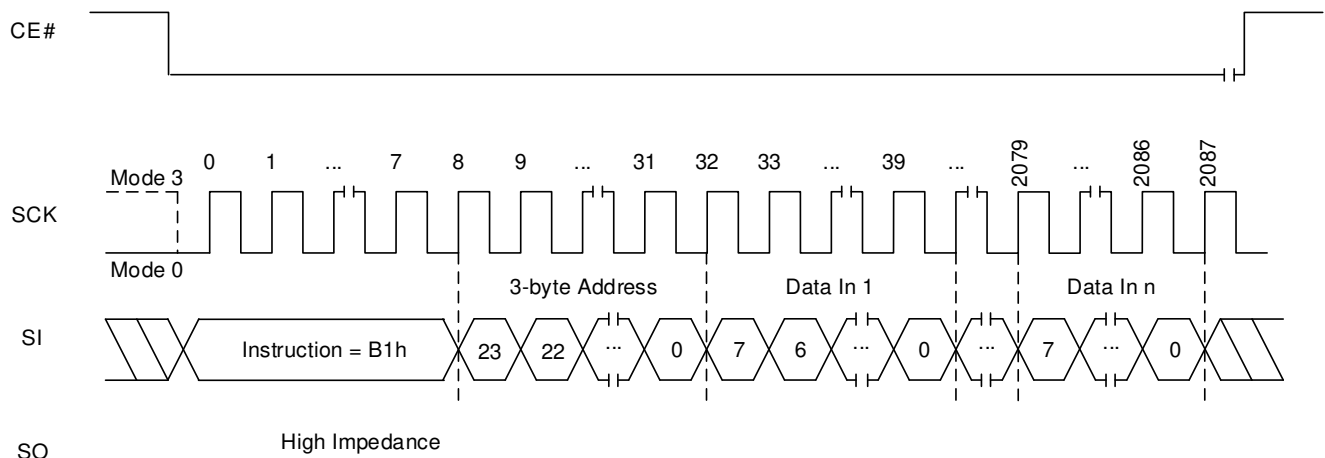 CE#
0 1 ... 7 8 9 ... 31 32 33 ... 39 ... 2079 ... 2086 2087
Mode 3
SCK
Mode 0
3-byte Address Data In 1 Data In n
SI
Instruction = B1h 23 22 ... 0 7 6 ... 0 ... 7 ... 0
High Impedance
SO